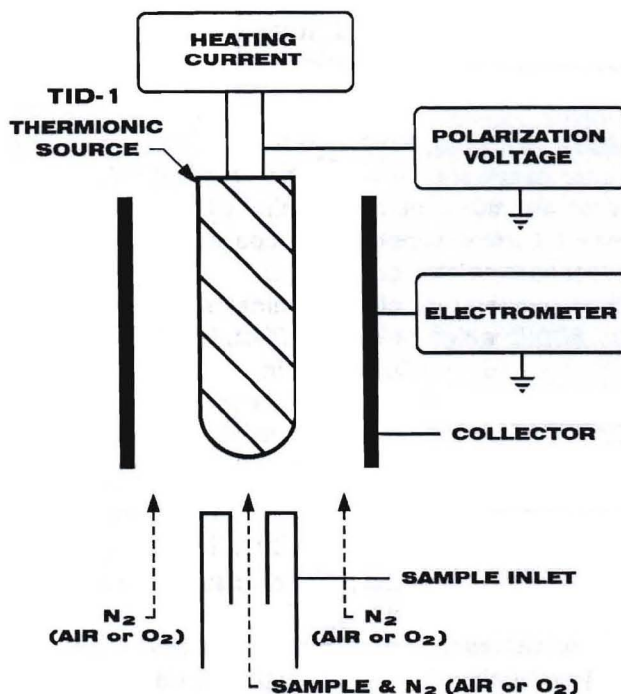 HEATING
CURRENT
TID-1
THERMIONIC
SOURCE
POLARIZATION
VOLTAGE
ELECTROMETER
COLLECTOR
SAMPLE INLET
N₂
(AIR or O₂)
N₂
(AIR or O₂)
SAMPLE & N₂ (AIR or O₂)